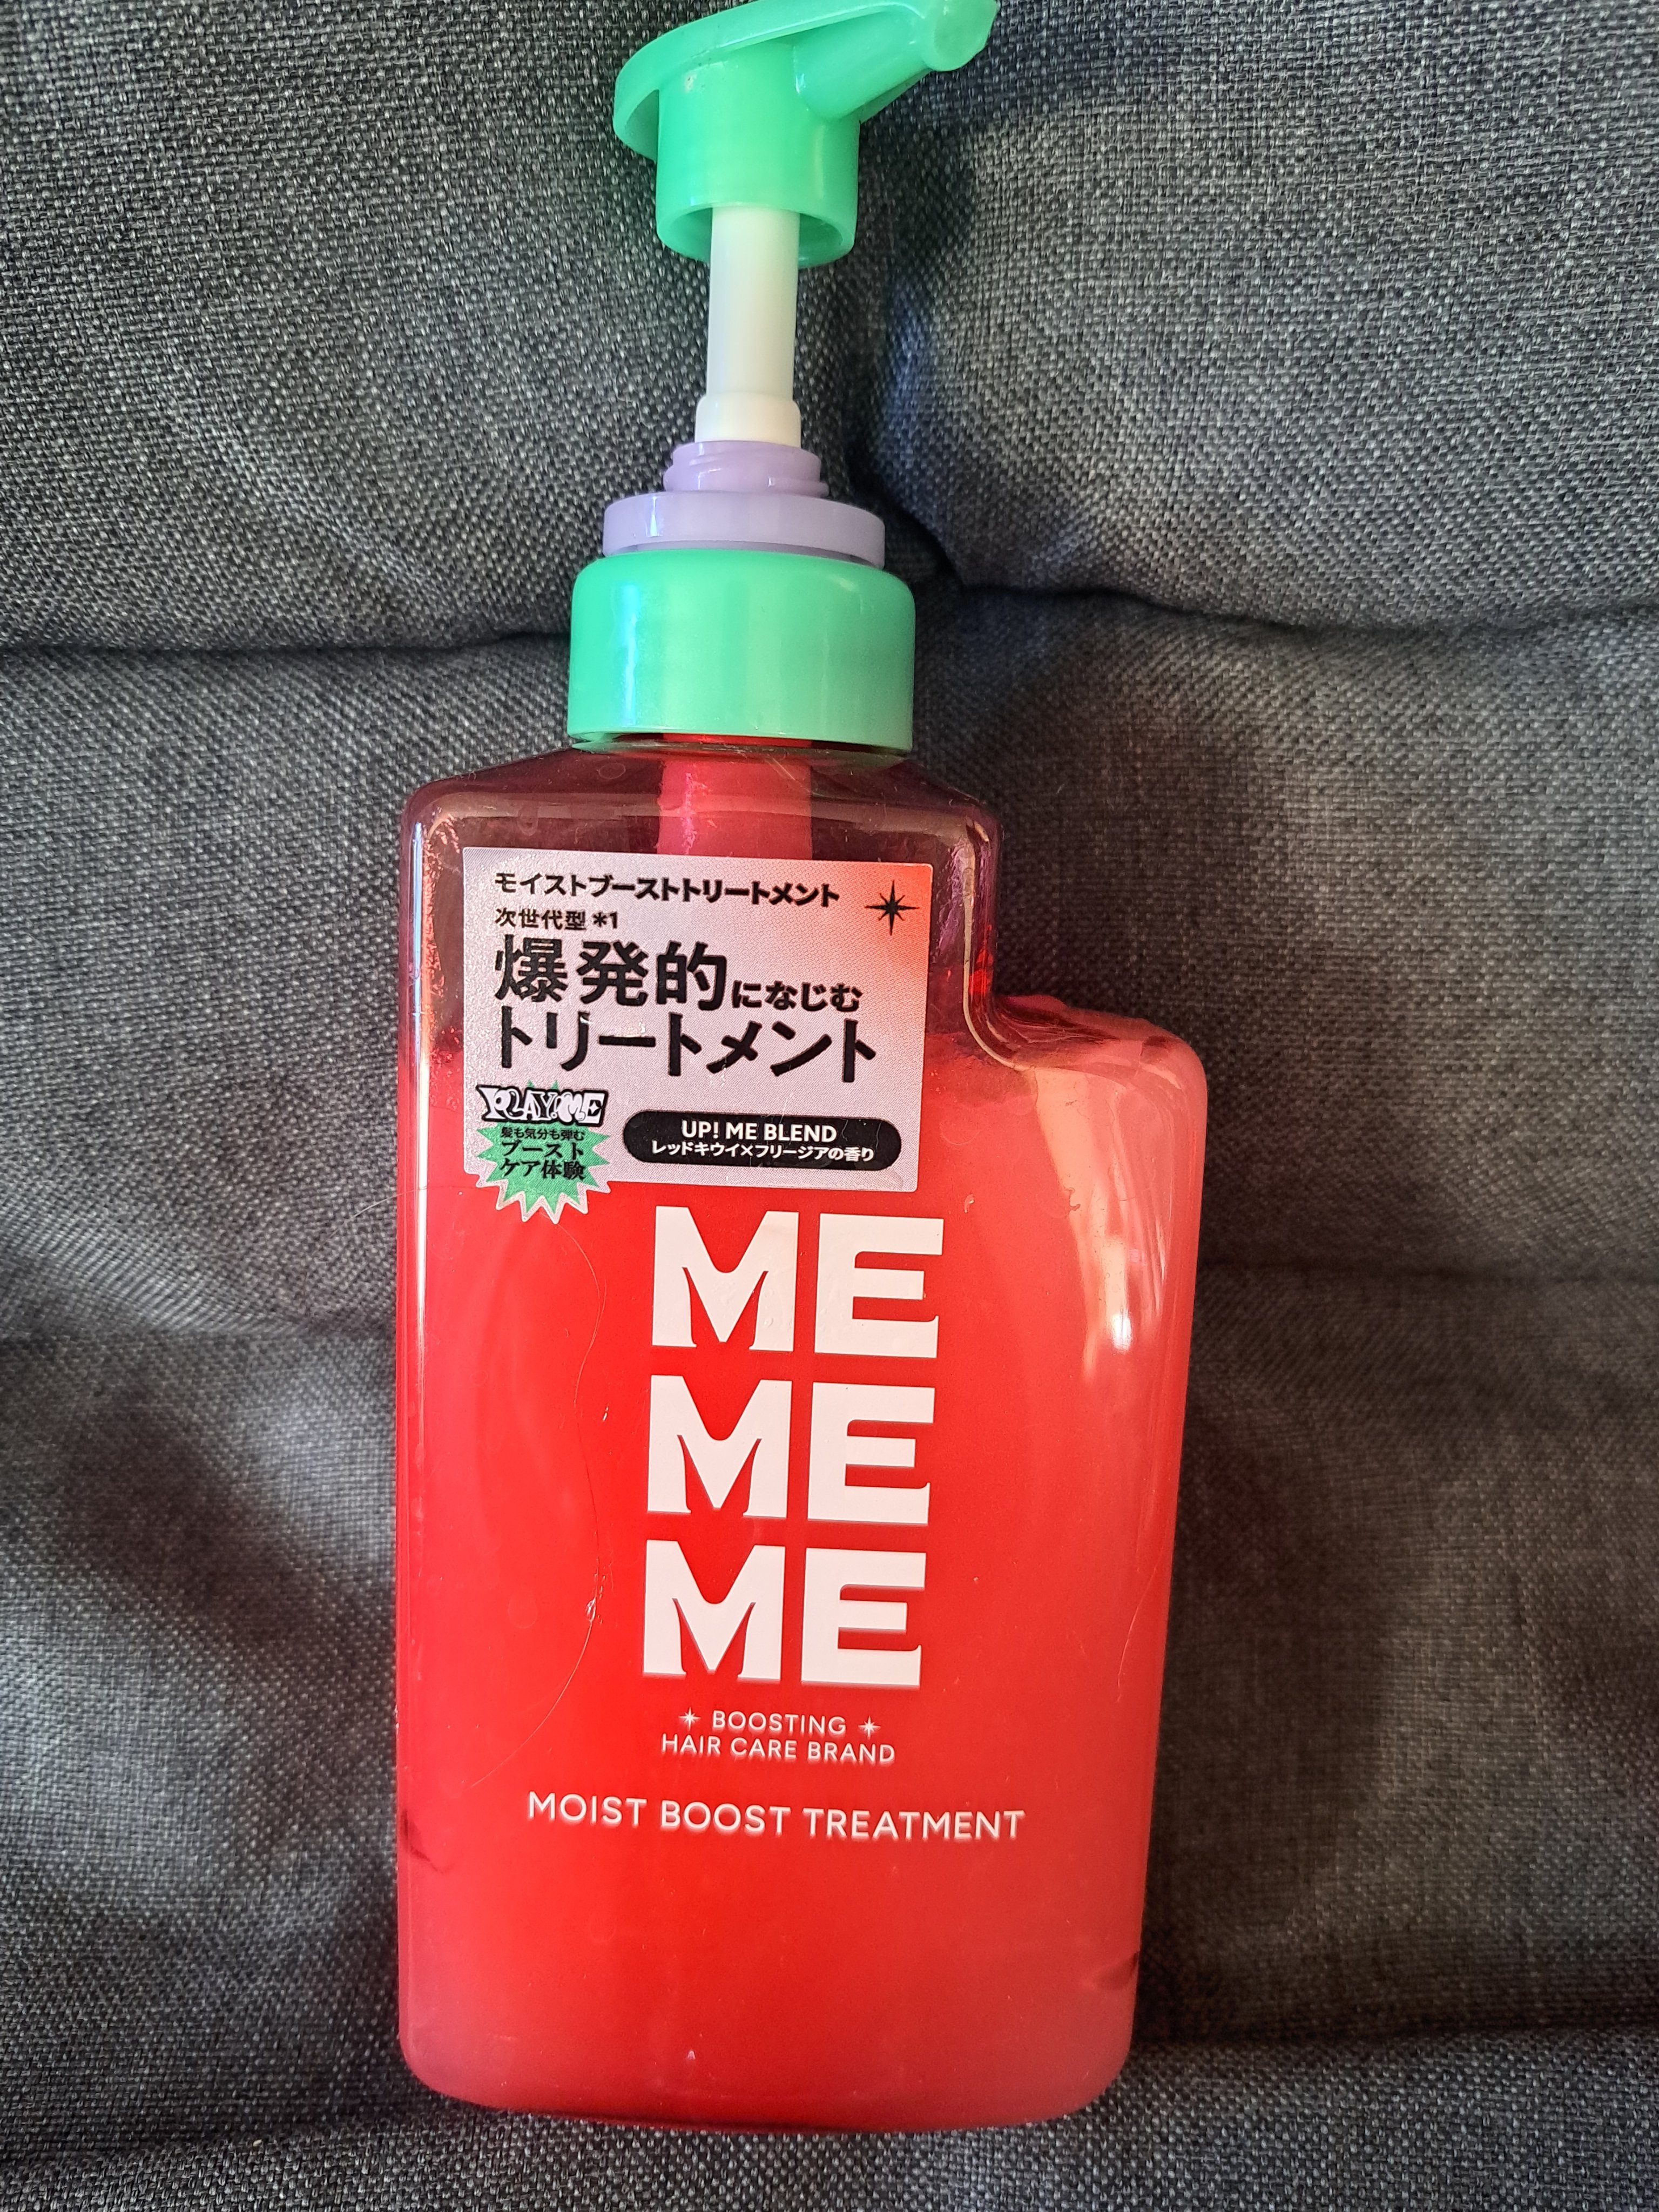 モイストブーストトリートメント
次世代型＊1
爆発的になじむ
トリートメント
PLAY!ME
髪も気分も弾む
ブースト
ケア体験
UP! ME BLEND
レッドキウイ×フリージアの香り
ME
ME
ME
BOOSTING
HAIR CARE BRAND
MOIST BOOST TREATMENT